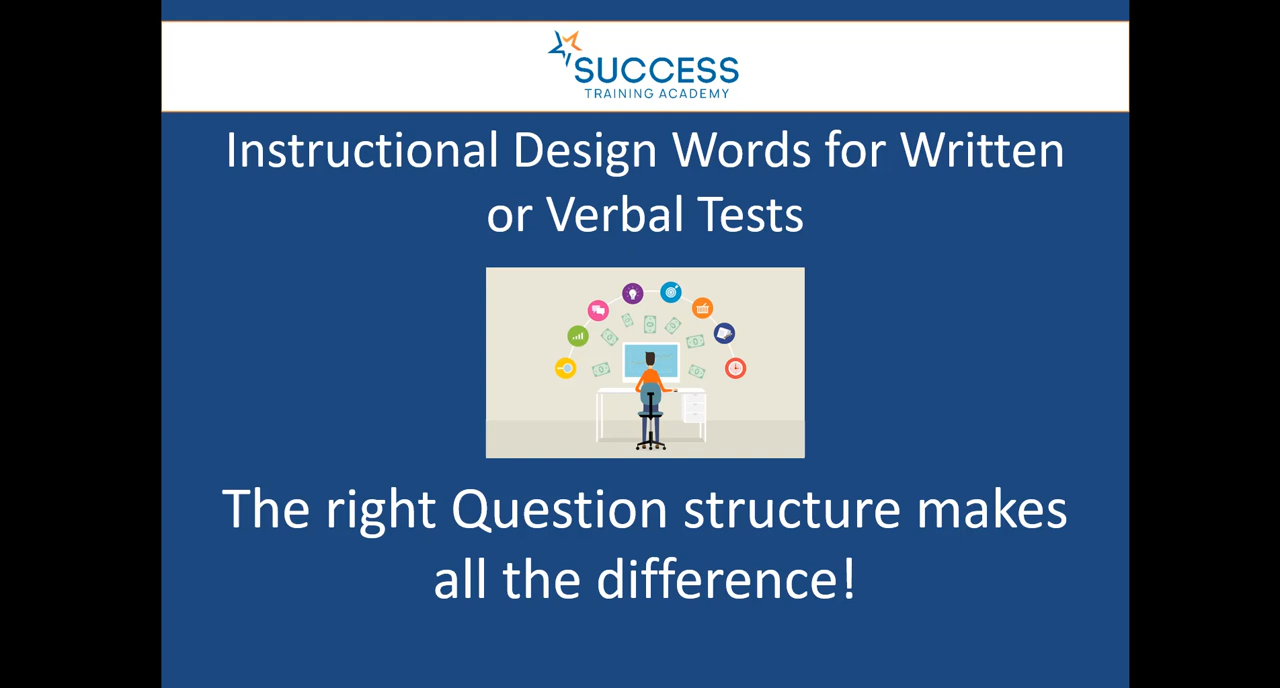 SUCCESS
TRAINING ACADEMY
Instructional Design Words for Written
or Verbal Tests
The right Question structure makes
all the difference!